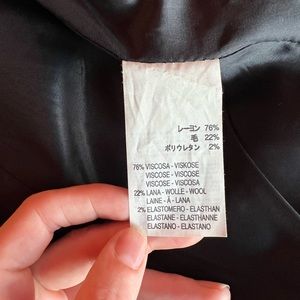 レーヨン 76%
毛 22%
ポリウレタン 2%
76% VISCOSA - VISKOSE
VISCOSE - VISCOSE
VISCOSE - VISCOSA
22% LANA - WOLLE - WOOL
LAINE - Ã - LANA
2% ELASTOMERO - ELASTHAN
ELASTANE - ELASTHANNE
ELASTANO - ELASTANO